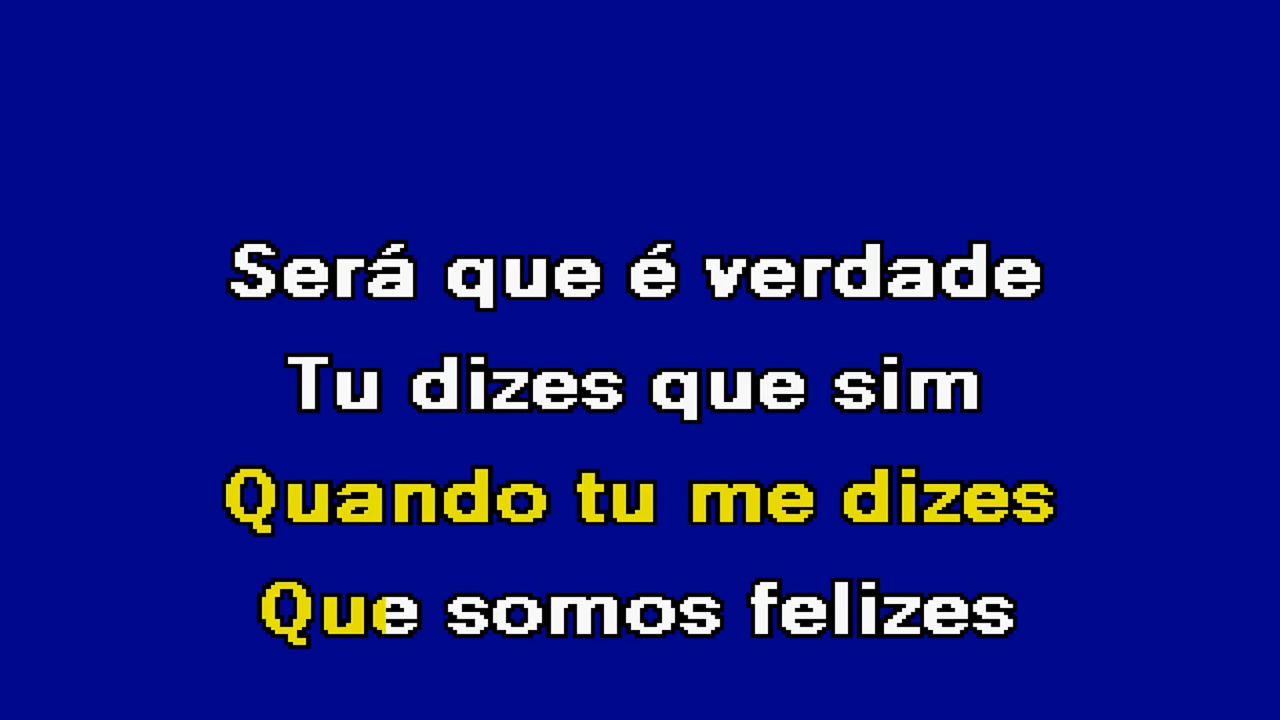 Será que é verdade
Tu dizes que sim
Quando tu me dizes
Que somos felizes